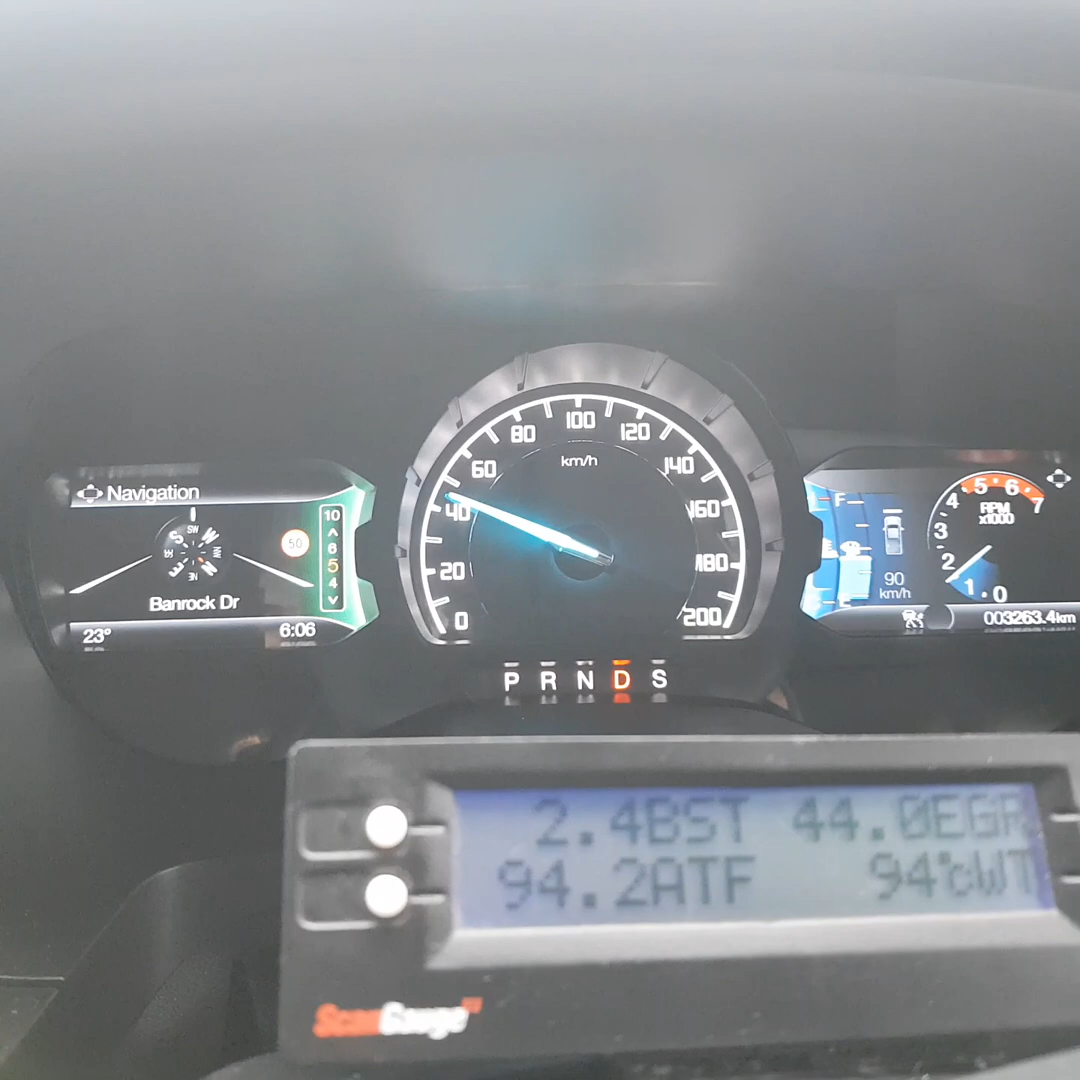 Navigation
S SW W NW NE
50
10
6
5
4
Banrock Dr
23° 6:06
0 20 40 60 80 100 120 140 160 180 200
km/h
P R N D S
F
E
90
km/h
0 1 2 3 4 5 6 7
RPM
x1000
003263.4km
2.4BST 44.0EGR
94.2ATF 94°CWT
ScanGauge